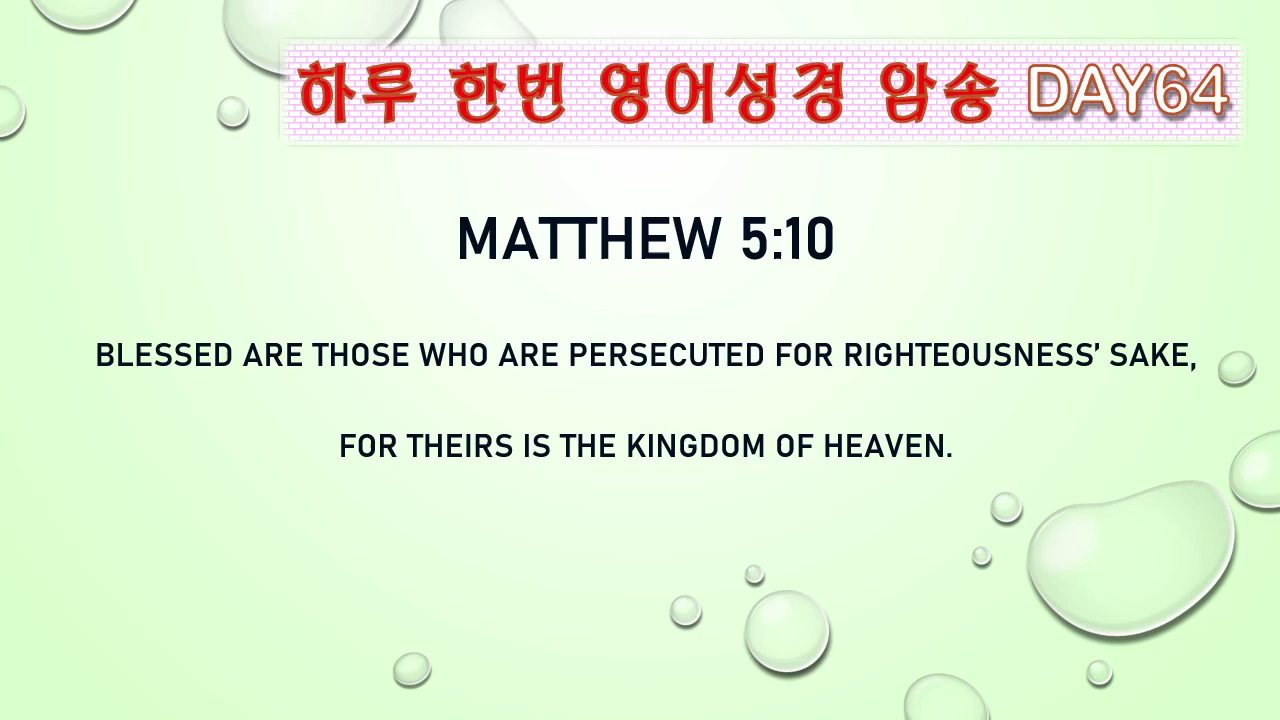 하루 한번 영어성경 암송 DAY64
MATTHEW 5:10
BLESSED ARE THOSE WHO ARE PERSECUTED FOR RIGHTEOUSNESS’ SAKE,
FOR THEIRS IS THE KINGDOM OF HEAVEN.